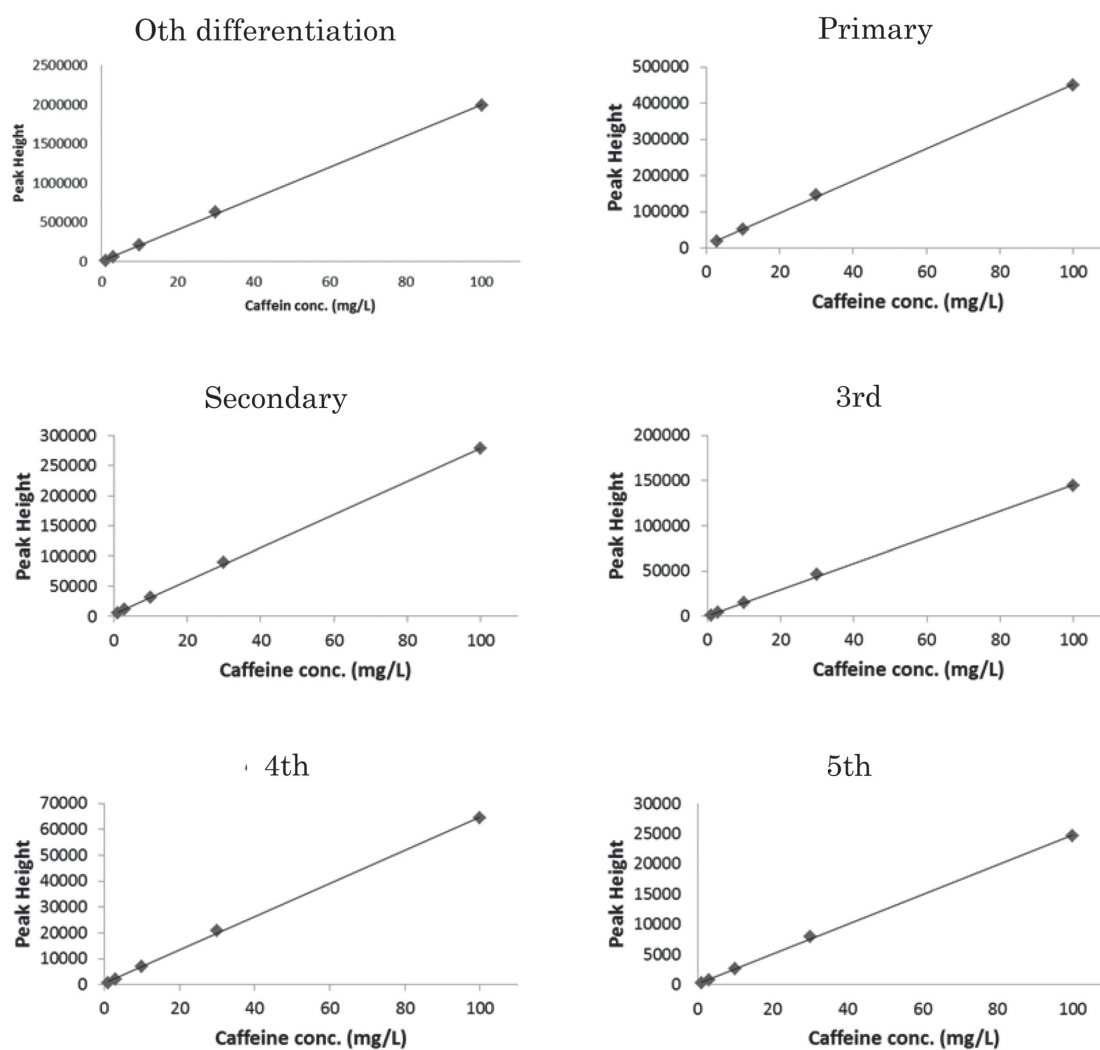 0th differentiation
2500000
2000000
1500000
1000000
500000
0
Peak Height
0 20 40 60 80 100
Caffein conc. (mg/L)
Primary
500000
400000
300000
200000
100000
0
Peak Height
0 20 40 60 80 100
Caffeine conc. (mg/L)
Secondary
300000
250000
200000
150000
100000
50000
0
Peak Height
0 20 40 60 80 100
Caffeine conc. (mg/L)
3rd
200000
150000
100000
50000
0
Peak Height
0 20 40 60 80 100
Caffeine conc. (mg/L)
4th
70000
60000
50000
40000
30000
20000
10000
0
Peak Height
0 20 40 60 80 100
Caffeine conc. (mg/L)
5th
30000
25000
20000
15000
10000
5000
0
Peak Height
0 20 40 60 80 100
Caffeine conc. (mg/L)